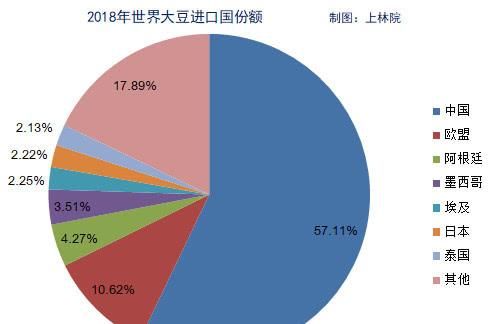 2018年世界大豆进口国份额
制图：上林院
17.89%
2.13%
2.22%
2.25%
3.51%
4.27%
10.62%
57.11%
中国
欧盟
阿根廷
墨西哥
埃及
日本
泰国
其他